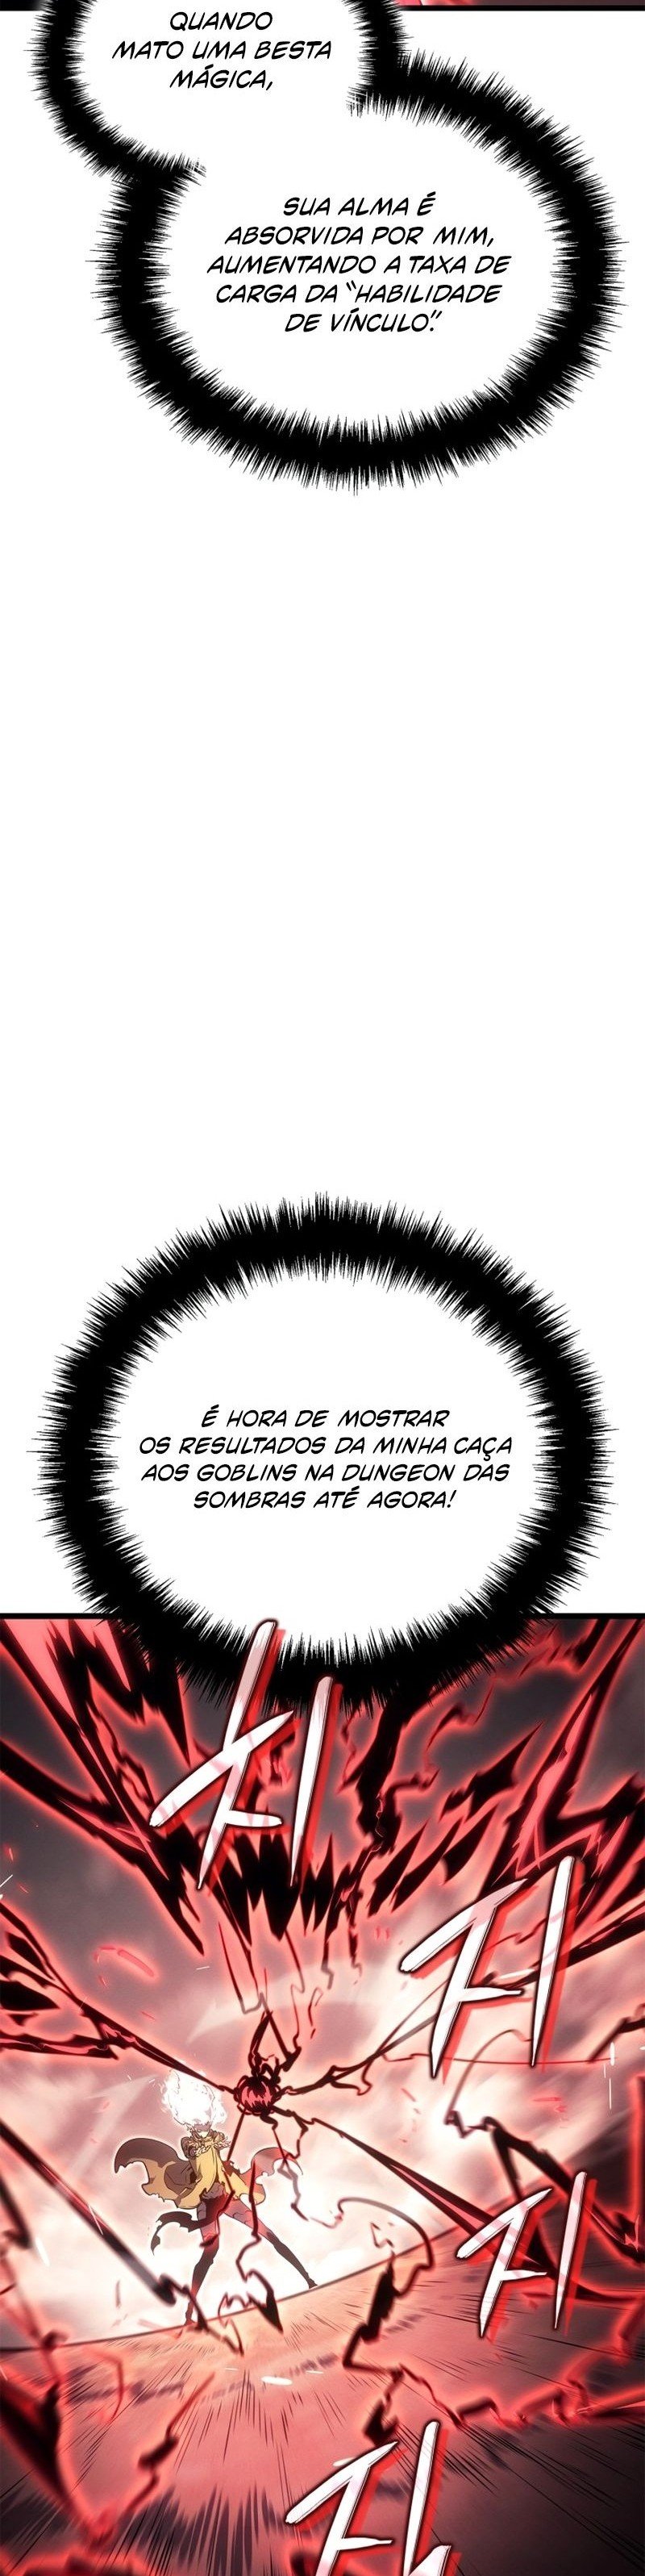 QUANDO
MATO UMA BESTA
MÁGICA,
SUA ALMA É
ABSORVIDA POR MIM,
AUMENTANDO A TAXA DE
CARGA DA "HABILIDADE
DE VÍNCULO".
É HORA DE MOSTRAR
OS RESULTADOS DA MINHA CAÇA
AOS GOBLINS NA DUNGEON DAS
SOMBRAS ATÉ AGORA!